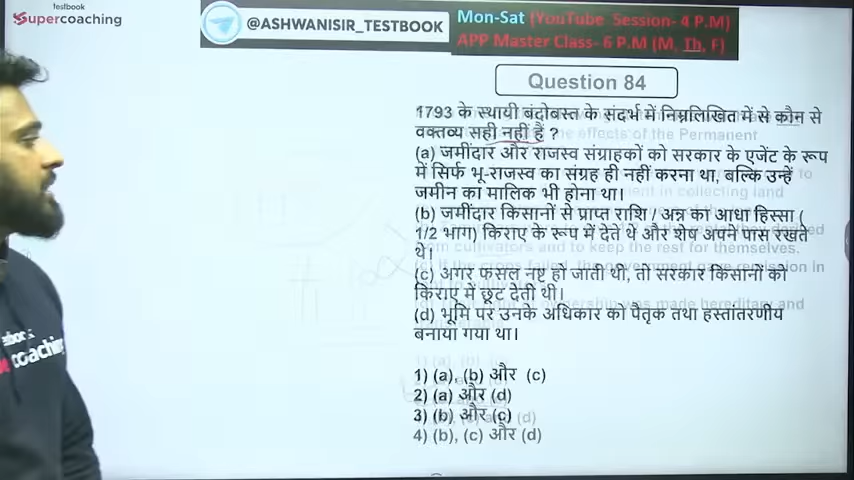 testbook
Supercoaching
@ASHWANISIR_TESTBOOK
Mon-Sat (YouTube Session- 4 P.M)
APP Master Class- 6 P.M (M, Th, F)
Question 84
1793 के स्थायी बंदोबस्त के संदर्भ में निम्नलिखित में से कौन से
वक्तव्य सही नहीं हैं ?
(a) जमींदार और राजस्व संग्राहकों को सरकार के एजेंट के रूप
में सिर्फ भू-राजस्व का संग्रह ही नहीं करना था, बल्कि उन्हें
जमीन का मालिक भी होना था।
(b) जमींदार किसानों से प्राप्त राशि / अन्न का आधा हिस्सा (
1/2 भाग) किराए के रूप में देते थे और शेष अपने पास रखते
थे।
(c) अगर फसल नष्ट हो जाती थी, तो सरकार किसानों को
किराए में छूट देती थी।
(d) भूमि पर उनके अधिकार को पैतृक तथा हस्तांतरणीय
बनाया गया था।
1) (a), (b) और (c)
2) (a) और (d)
3) (b) और (c)
4) (b), (c) और (d)
coaching